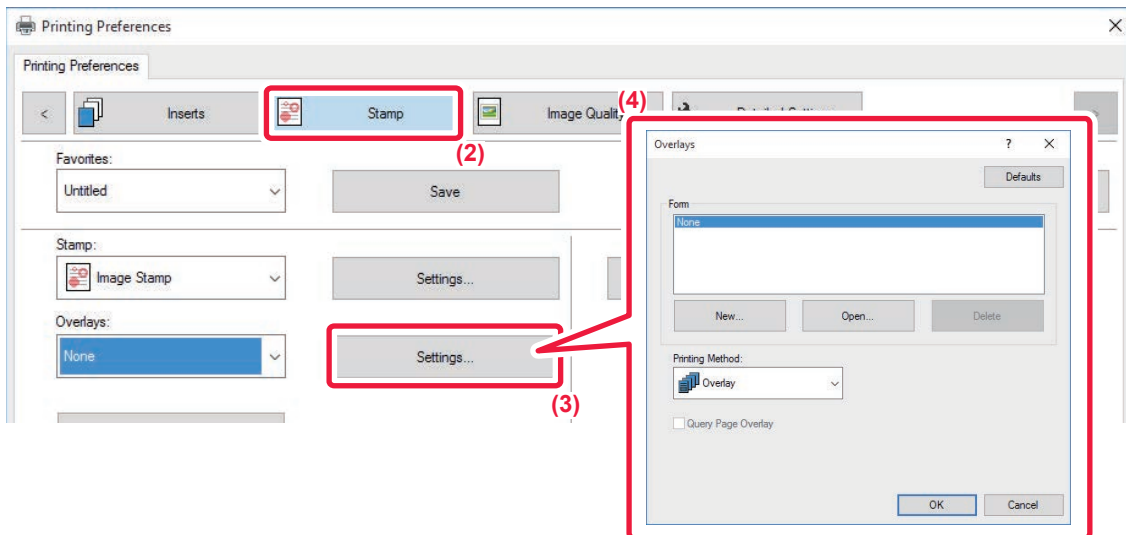 Printing Preferences
Printing Preferences
<
Inserts
Stamp
Image Quality
(2)
(4)
Favorites:
Untitled
Save
Stamp:
Image Stamp
Settings...
Overlays:
None
Settings...
(3)
Overlays
?
Defaults
Form
None
New...
Open...
Delete
Printing Method:
Overlay
Query Page Overlay
OK
Cancel